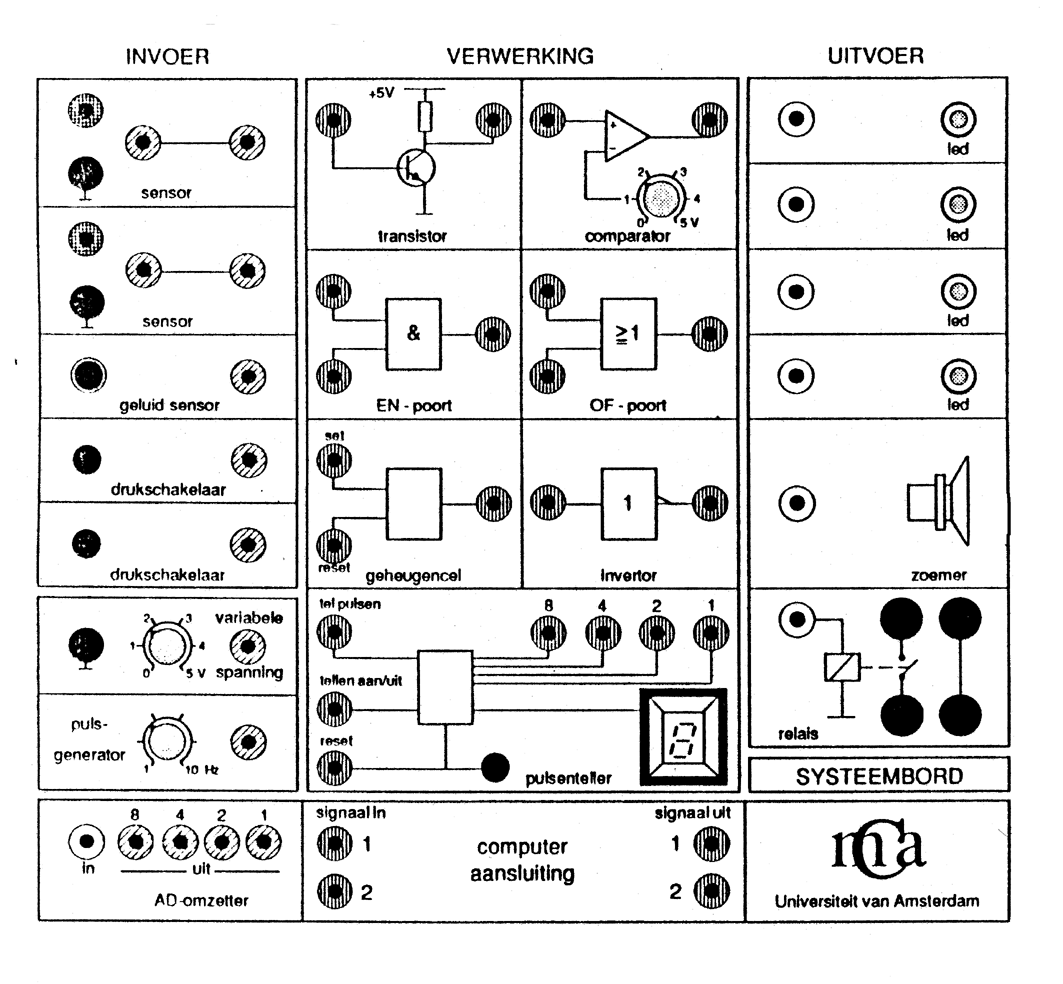 INVOER
sensor
sensor
geluid sensor
drukschakelaar
drukschakelaar
0 1 2 3 4 5 V
variabele
spanning
puls-
generator
1 10 Hz
8 4 2 1
in
uit
AD-omzetter
VERWERKING
+5V
transistor
+
-
0 1 2 3 4 5 V
comparator
&
EN - poort
≥1
OF - poort
set
reset
geheugencel
1
invertor
tel pulsen
8 4 2 1
tellen aan/uit
reset
8
pulsenteller
signaal in
1
2
computer
aansluiting
signaal uit
1
2
UITVOER
led
led
led
led
zoemer
relais
SYSTEEMBORD
mCa
Universiteit van Amsterdam